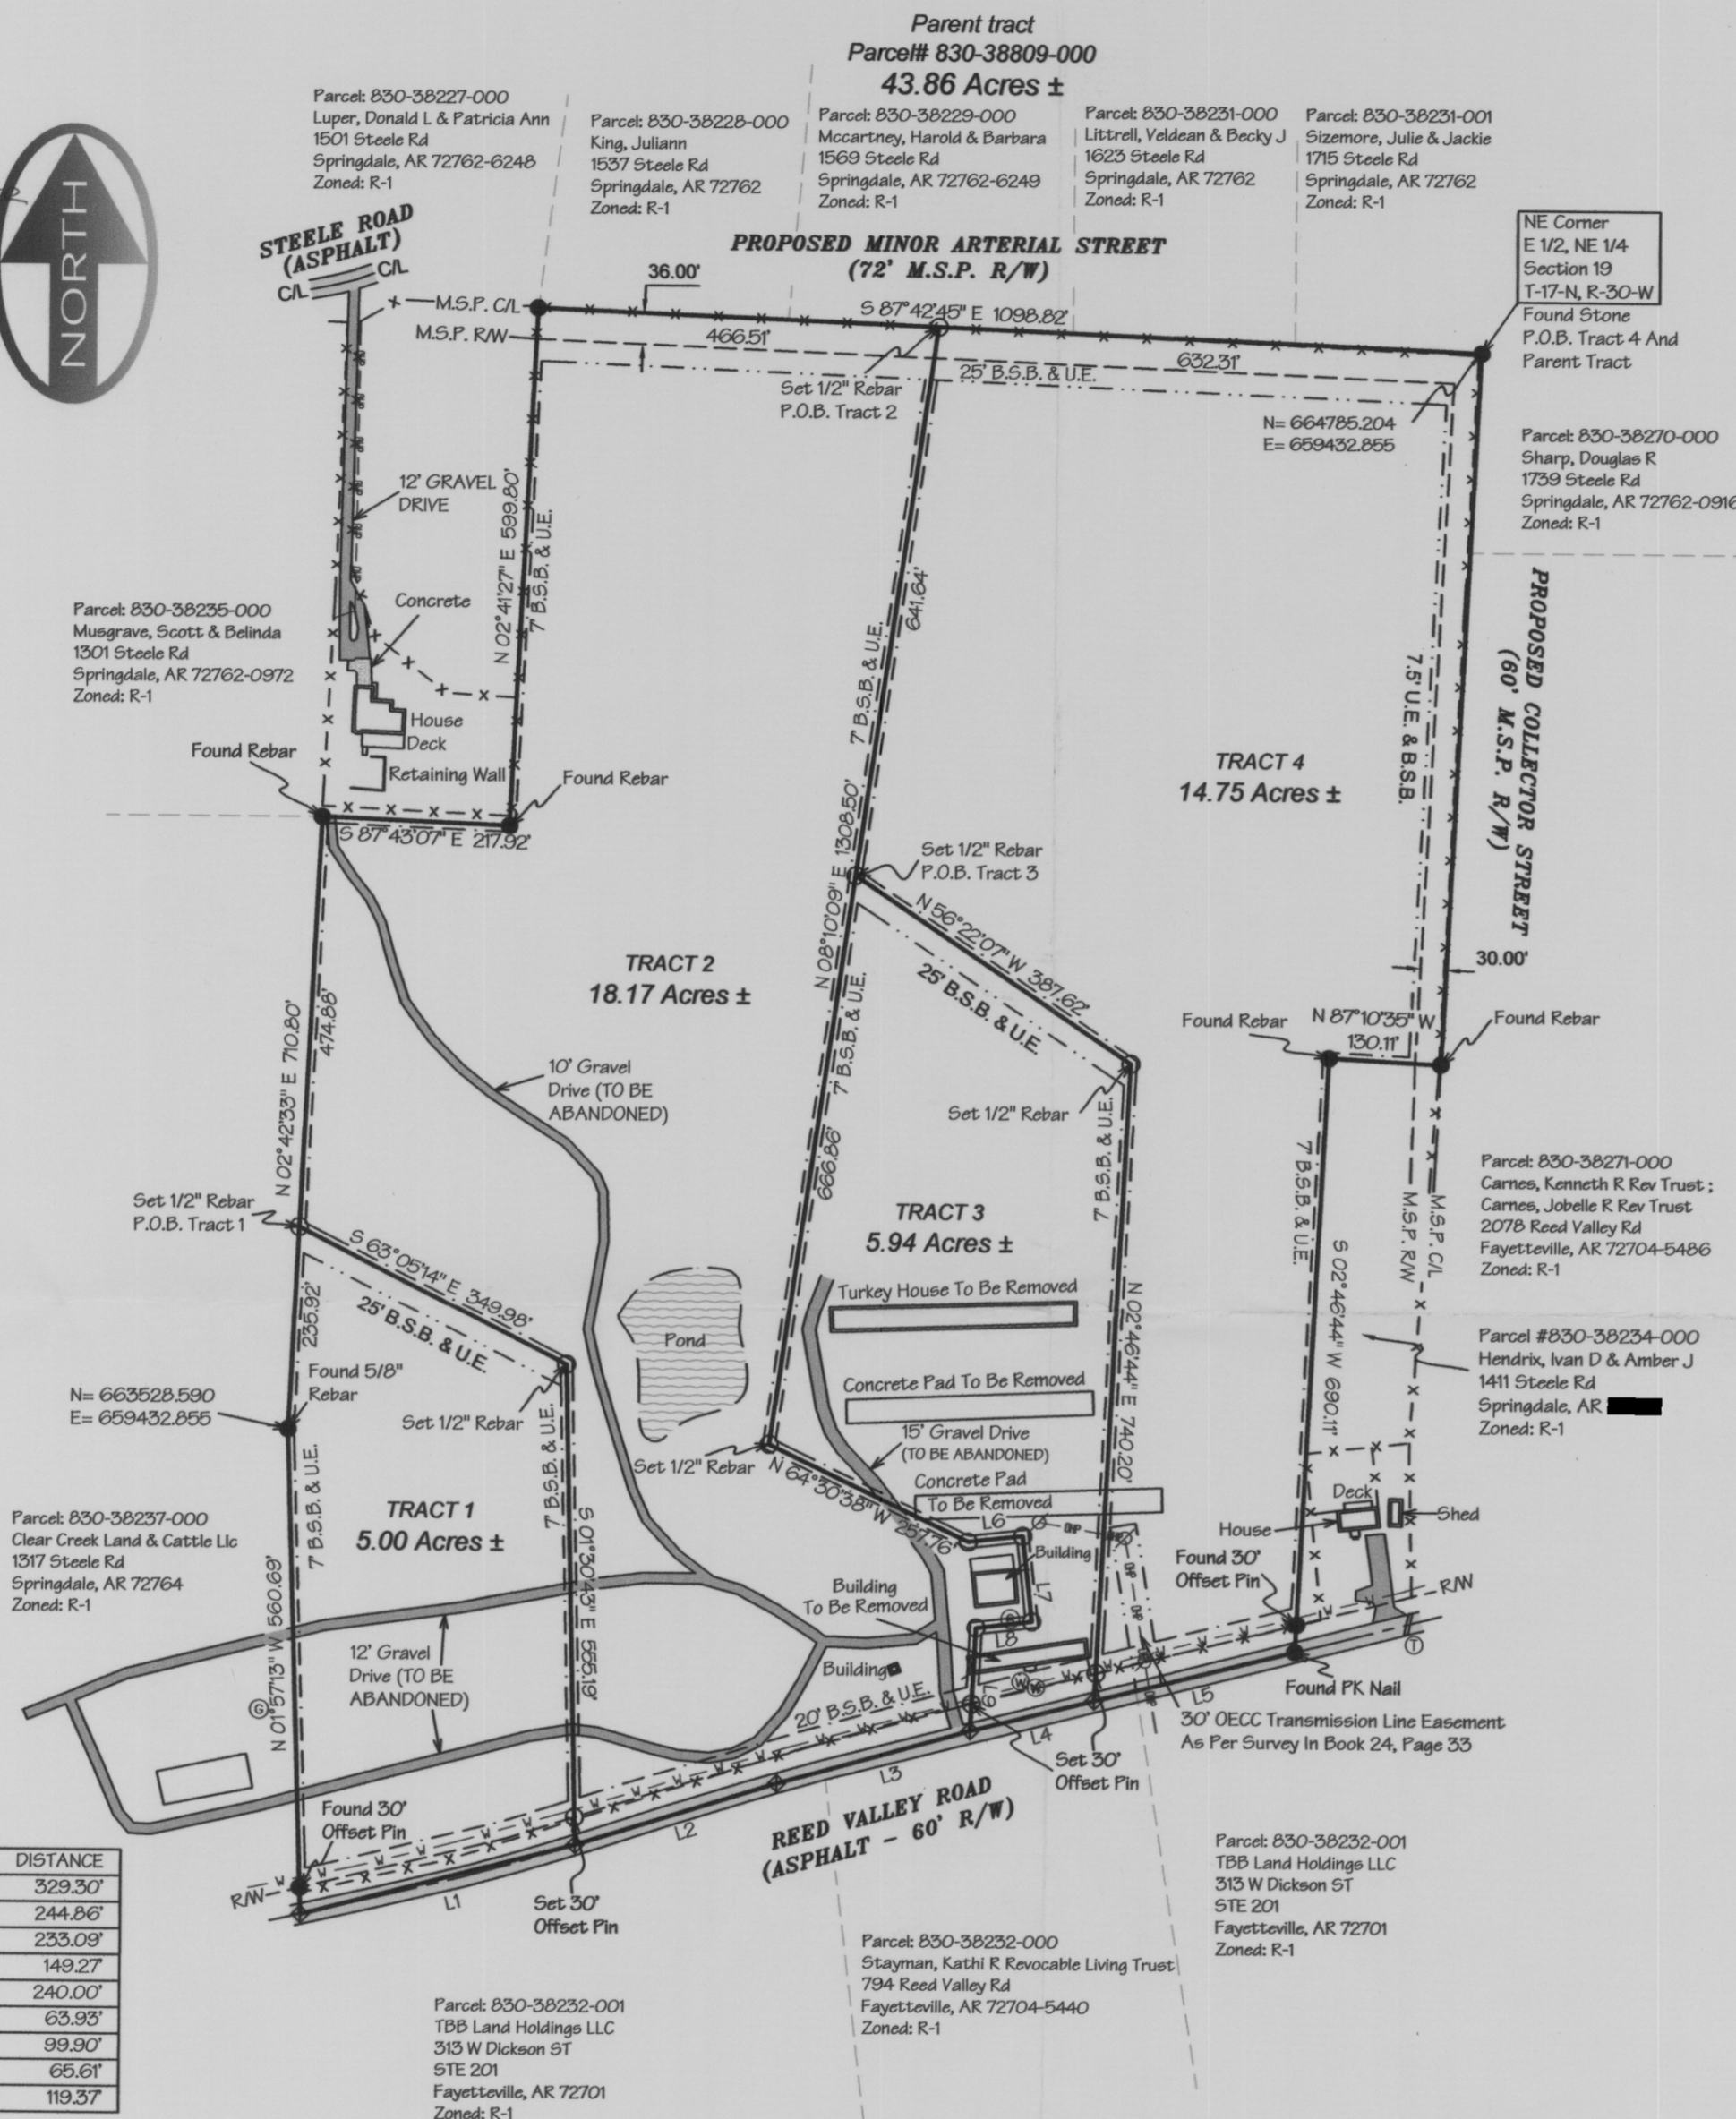 Parent tract
Parcel# 830-38809-000
43.86 Acres ±
Parcel: 830-38227-000
Luper, Donald L & Patricia Ann
1501 Steele Rd
Springdale, AR 72762-6248
Zoned: R-1
Parcel: 830-38228-000
King, Juliann
1537 Steele Rd
Springdale, AR 72762
Zoned: R-1
Parcel: 830-38229-000
Mccartney, Harold & Barbara
1569 Steele Rd
Springdale, AR 72762-6249
Zoned: R-1
Parcel: 830-38231-000
Littrell, Veldean & Becky J
1623 Steele Rd
Springdale, AR 72762
Zoned: R-1
Parcel: 830-38231-001
Sizemore, Julie & Jackie
1715 Steele Rd
Springdale, AR 72762
Zoned: R-1
NORTH
STEELE ROAD
(ASPHALT)
C/L
C/L
PROPOSED MINOR ARTERIAL STREET
(72' M.S.P. R/W)
NE Corner
E 1/2, NE 1/4
Section 19
T-17-N, R-30-W
Found Stone
P.O.B. Tract 4 And
Parent Tract
36.00'
M.S.P. C/L
M.S.P. R/W
S 87°42'45" E 1098.82'
466.51'
632.31'
25' B.S.B. & U.E.
Set 1/2" Rebar
P.O.B. Tract 2
N= 664785.204
E= 659432.855
Parcel: 830-38270-000
Sharp, Douglas R
1739 Steele Rd
Springdale, AR 72762-0916
Zoned: R-1
12' GRAVEL
DRIVE
N 02°41'27" E 599.80'
7' B.S.B. & U.E.
641.64'
7' B.S.B. & U.E.
PROPOSED COLLECTOR STREET
(60' M.S.P. R/W)
7.5' U.E. & B.S.B.
Concrete
Parcel: 830-38235-000
Musgrave, Scott & Belinda
1301 Steele Rd
Springdale, AR 72762-0972
Zoned: R-1
House
Deck
Retaining Wall
Found Rebar
Found Rebar
S 87°43'07" E 217.92'
TRACT 4
14.75 Acres ±
N 08°10'09" E 1308.50'
Set 1/2" Rebar
P.O.B. Tract 3
N 56°22'07" W 387.62'
25' B.S.B. & U.E.
30.00'
TRACT 2
18.17 Acres ±
7' B.S.B. & U.E.
N 02°42'33" E 710.80'
474.88'
Found Rebar
N 87°10'35" W
130.11'
Found Rebar
10' Gravel
Drive (TO BE
ABANDONED)
Set 1/2" Rebar
7' B.S.B. & U.E.
7' B.S.B. & U.E.
666.86'
Parcel: 830-38271-000
Carnes, Kenneth R Rev Trust ;
Carnes, Jobelle R Rev Trust
2078 Reed Valley Rd
Fayetteville, AR 72704-5486
Zoned: R-1
M.S.P. R/W
M.S.P. C/L
Set 1/2" Rebar
P.O.B. Tract 1
S 63°05'14" E 349.98'
25' B.S.B. & U.E.
235.92'
TRACT 3
5.94 Acres ±
S 02°46'44" W 690.11'
N 02°46'44" E 740.20'
Turkey House To Be Removed
Pond
Parcel #830-38234-000
Hendrix, Ivan D & Amber J
1411 Steele Rd
Springdale, AR
Zoned: R-1
Found 5/8"
Rebar
N= 663528.590
E= 659432.855
Set 1/2" Rebar
Concrete Pad To Be Removed
15' Gravel Drive
(TO BE ABANDONED)
Set 1/2" Rebar
N 64°30'38" W 251.76'
Concrete Pad
To Be Removed
Deck
Shed
House
7' B.S.B. & U.E.
7' B.S.B. & U.E.
TRACT 1
5.00 Acres ±
Parcel: 830-38237-000
Clear Creek Land & Cattle Llc
1317 Steele Rd
Springdale, AR 72764
Zoned: R-1
N 01°57'13" W 560.69'
S 01°30'43" E 555.19'
L6
OHP
OHP
OHP
Building
L7
L8
Building
To Be Removed
Found 30'
Offset Pin
R/W
12' Gravel
Drive (TO BE
ABANDONED)
G
Building
W
W
T
20' B.S.B. & U.E.
L9
L5
L4
L3
L2
L1
Found PK Nail
30' OECC Transmission Line Easement
As Per Survey In Book 24, Page 33
Set 30'
Offset Pin
REED VALLEY ROAD
(ASPHALT - 60' R/W)
Found 30'
Offset Pin
R/W
Set 30'
Offset Pin
DISTANCE
329.30'
244.86'
233.09'
149.27'
240.00'
63.93'
99.90'
65.61'
119.37'
Parcel: 830-38232-001
TBB Land Holdings LLC
313 W Dickson ST
STE 201
Fayetteville, AR 72701
Zoned: R-1
Parcel: 830-38232-000
Stayman, Kathi R Revocable Living Trust
794 Reed Valley Rd
Fayetteville, AR 72704-5440
Zoned: R-1
Parcel: 830-38232-001
TBB Land Holdings LLC
313 W Dickson ST
STE 201
Fayetteville, AR 72701
Zoned: R-1